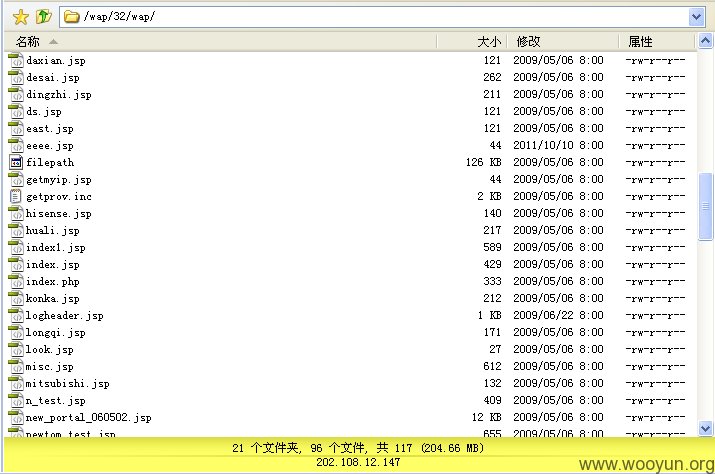 /wap/32/wap/
名称 大小 修改 属性
daxian.jsp 121 2009/05/06 8:00 -rw-r--r--
desai.jsp 262 2009/05/06 8:00 -rw-r--r--
dingzhi.jsp 211 2009/05/06 8:00 -rw-r--r--
ds.jsp 121 2009/05/06 8:00 -rw-r--r--
east.jsp 121 2009/05/06 8:00 -rw-r--r--
eeee.jsp 44 2011/10/10 8:00 -rw-r--r--
filepath 126 KB 2009/05/06 8:00 -rw-r--r--
getmyip.jsp 44 2009/05/06 8:00 -rw-r--r--
getprov.inc 2 KB 2009/05/06 8:00 -rw-r--r--
hisense.jsp 140 2009/05/06 8:00 -rw-r--r--
huali.jsp 217 2009/05/06 8:00 -rw-r--r--
index1.jsp 589 2009/05/06 8:00 -rw-r--r--
index.jsp 429 2009/05/06 8:00 -rw-r--r--
index.php 333 2009/05/06 8:00 -rw-r--r--
konka.jsp 212 2009/05/06 8:00 -rw-r--r--
logheader.jsp 1 KB 2009/06/22 8:00 -rw-r--r--
longqi.jsp 171 2009/05/06 8:00 -rw-r--r--
look.jsp 27 2009/05/06 8:00 -rw-r--r--
misc.jsp 612 2009/05/06 8:00 -rw-r--r--
mitsubishi.jsp 132 2009/05/06 8:00 -rw-r--r--
n_test.jsp 409 2009/05/06 8:00 -rw-r--r--
new_portal_060502.jsp 12 KB 2009/05/06 8:00 -rw-r--r--
newtom_test.jsp 655 2009/05/06 8:00 -rw-r--r--
21 个文件夹, 96 个文件, 共 117 (204.66 MB)
202.108.12.147
www.wooyun.org